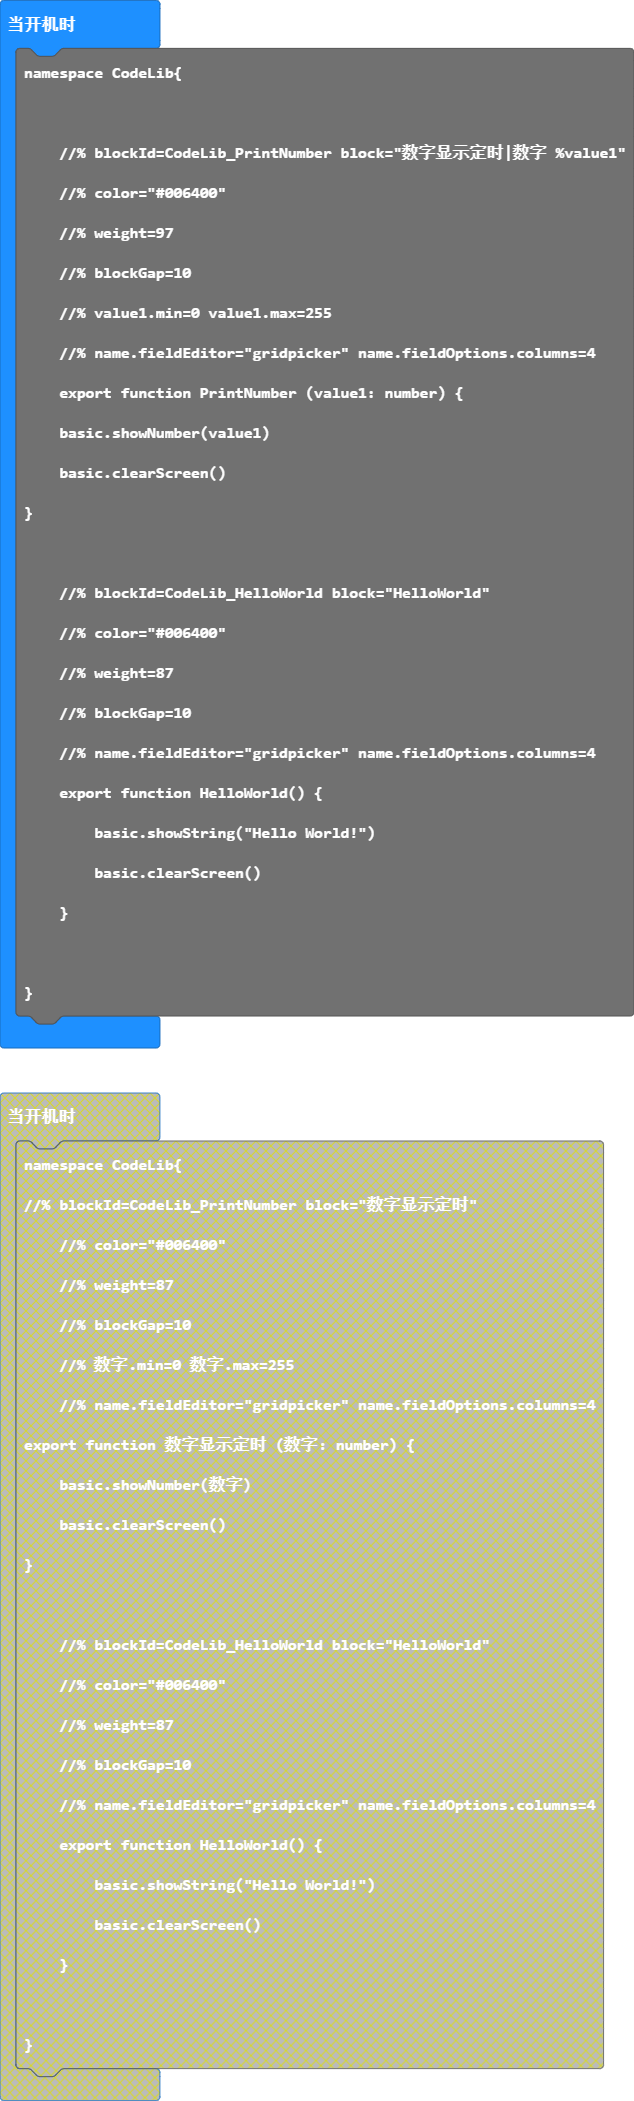 当开机时
namespace CodeLib{
//% blockId=CodeLib_PrintNumber block="数字显示定时|数字 %value1"
//% color="#006400"
//% weight=97
//% blockGap=10
//% value1.min=0 value1.max=255
//% name.fieldEditor="gridpicker" name.fieldOptions.columns=4
export function PrintNumber (value1: number) {
basic.showNumber(value1)
basic.clearScreen()
}
//% blockId=CodeLib_HelloWorld block="HelloWorld"
//% color="#006400"
//% weight=87
//% blockGap=10
//% name.fieldEditor="gridpicker" name.fieldOptions.columns=4
export function HelloWorld() {
basic.showString("Hello World!")
basic.clearScreen()
}
}
当开机时
namespace CodeLib{
//% blockId=CodeLib_PrintNumber block="数字显示定时"
//% color="#006400"
//% weight=87
//% blockGap=10
//% 数字.min=0 数字.max=255
//% name.fieldEditor="gridpicker" name.fieldOptions.columns=4
export function 数字显示定时 (数字: number) {
basic.showNumber(数字)
basic.clearScreen()
}
//% blockId=CodeLib_HelloWorld block="HelloWorld"
//% color="#006400"
//% weight=87
//% blockGap=10
//% name.fieldEditor="gridpicker" name.fieldOptions.columns=4
export function HelloWorld() {
basic.showString("Hello World!")
basic.clearScreen()
}
}